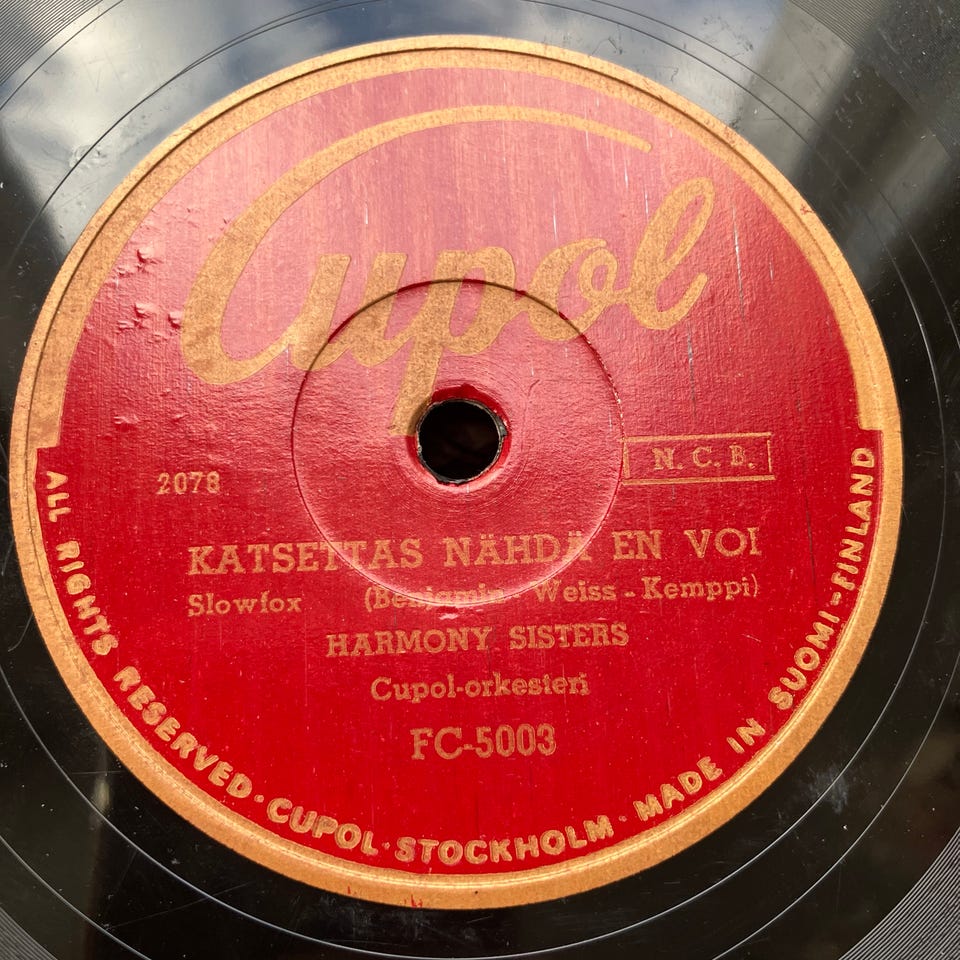 Cupol
2078
N. C. B.
KATSETTAS NÄHDÄ EN VOI
Slowfox (Benjamin Weiss - Kemppi)
HARMONY SISTERS
Cupol-orkesteri
FC-5003
ALL RIGHTS RESERVED · CUPOL · STOCKHOLM · MADE IN SUOMI-FINLAND